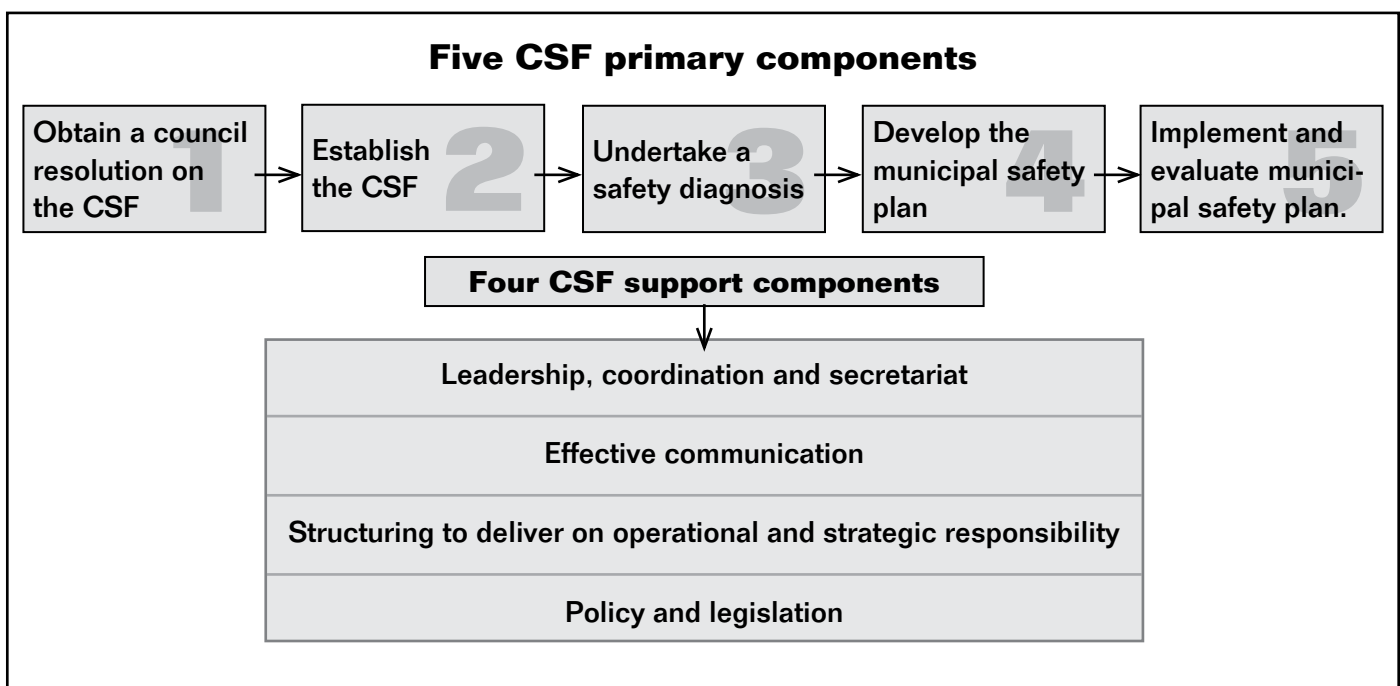 Five CSF primary components
1
Obtain a council
resolution on
the CSF
2
Establish
the CSF
3
Undertake a
safety diagnosis
4
Develop the
municipal safety
plan
5
Implement and
evaluate munici-
pal safety plan.
Four CSF support components
Leadership, coordination and secretariat
Effective communication
Structuring to deliver on operational and strategic responsibility
Policy and legislation